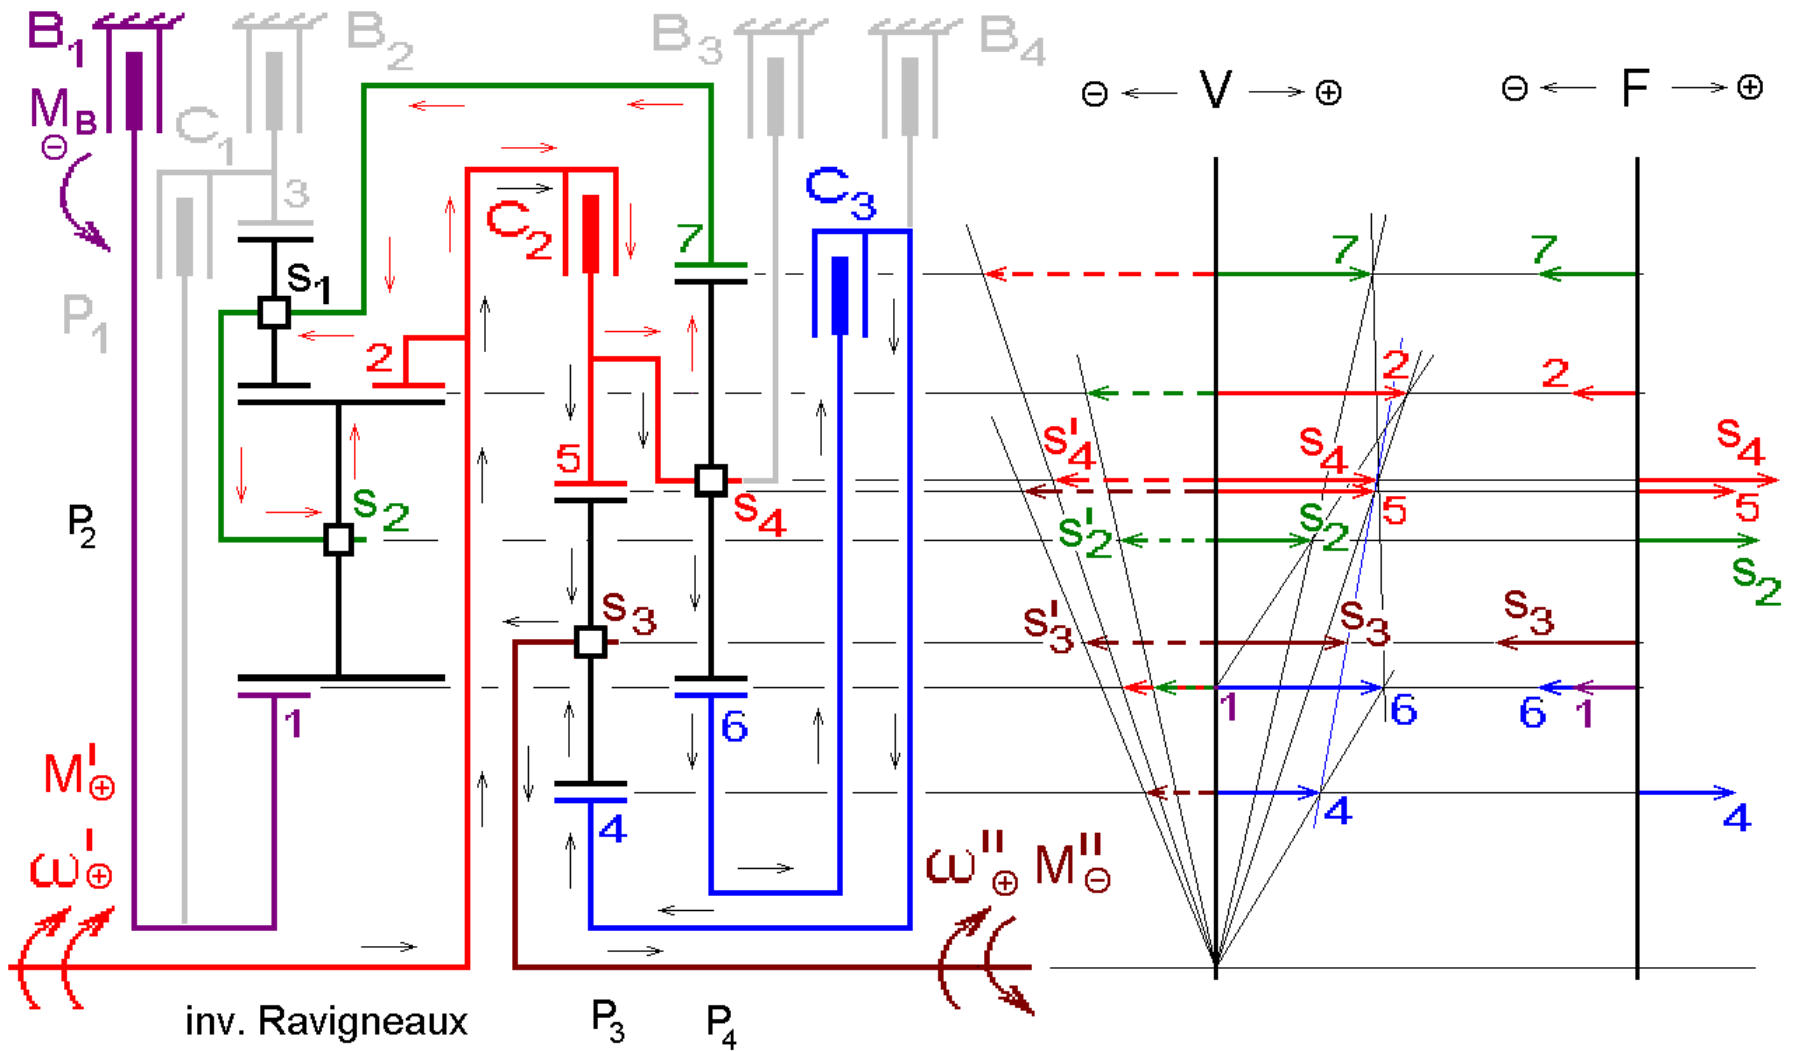 B1
B2
B3
B4
⊖ ← V → ⊕
⊖ ← F → ⊕
MB
⊖
C1
3
C2
C3
7
7
7
S1
P1
2
2
2
5
S4
S'4
S4
S4
5
5
P2
S2
S'2
S2
S2
S3
S'3
S3
S3
1
6
1
6
6
1
4
4
4
M'⊕
ω'⊕
ω''⊕ M''⊖
inv. Ravigneaux
P3
P4